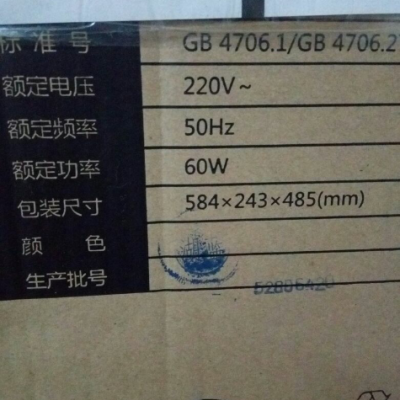 标准号 GB 4706.1/GB 4706.2
额定电压 220V~
额定频率 50Hz
额定功率 60W
包装尺寸 584×243×485(mm)
颜 色
生产批号